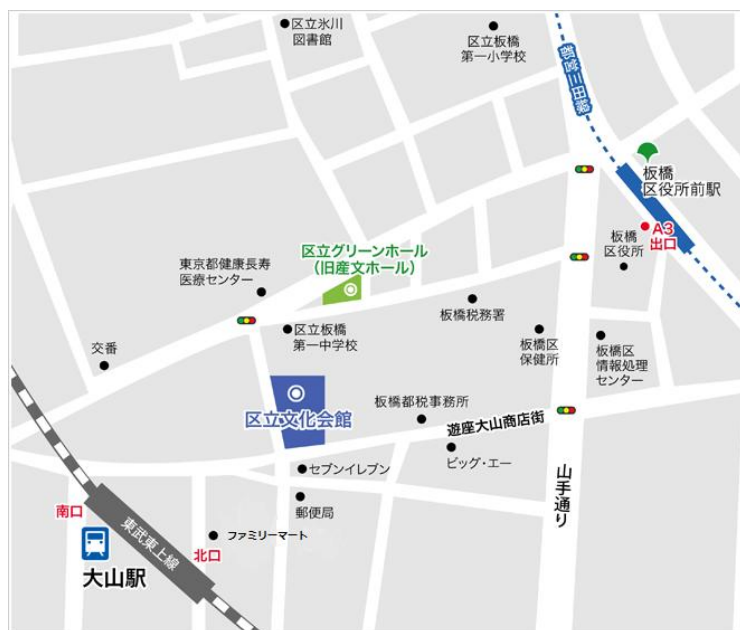 区立氷川
図書館
区立板橋
第一小学校
都営三田線
板橋
区役所前駅
A3
出口
板橋
区役所
区立グリーンホール
（旧産文ホール）
東京都健康長寿
医療センター
板橋税務署
区立板橋
第一中学校
板橋区
保健所
板橋区
情報処理
センター
交番
区立文化会館
板橋都税事務所
遊座大山商店街
ビッグ・エー
セブンイレブン
山手通り
郵便局
南口
東武東上線
ファミリーマート
北口
大山駅